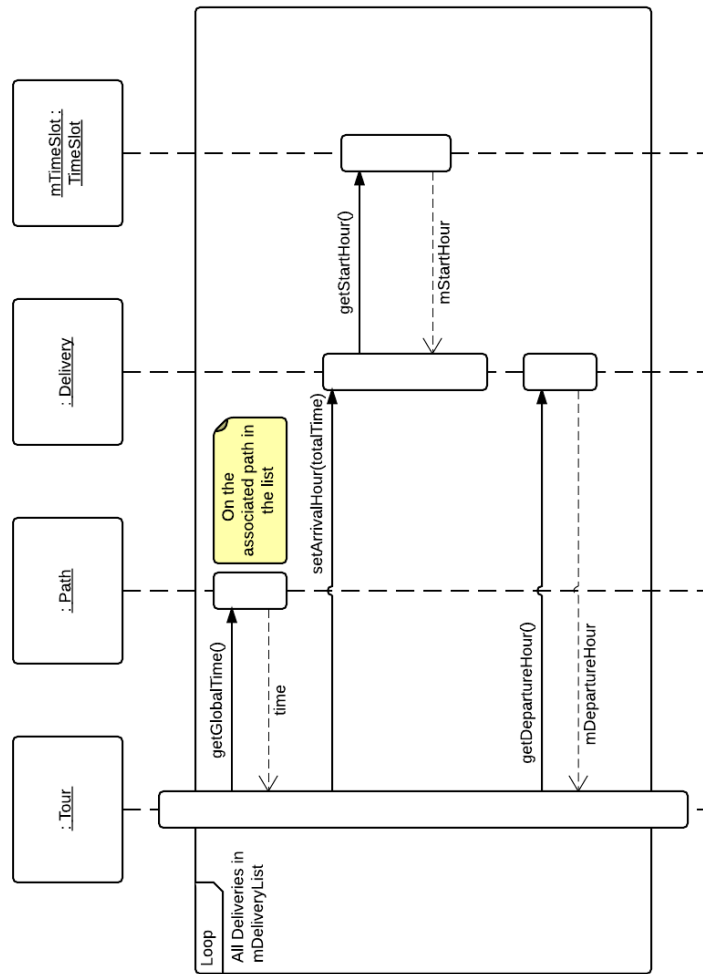 : Tour
: Path
: Delivery
mTimeSlot :
TimeSlot
Loop
All Deliveries in
mDeliveryList
getGlobalTime()
time
On the
associated path in
the list
setArrivalHour(totalTime)
getStartHour()
mStartHour
getDepartureHour()
mDepartureHour